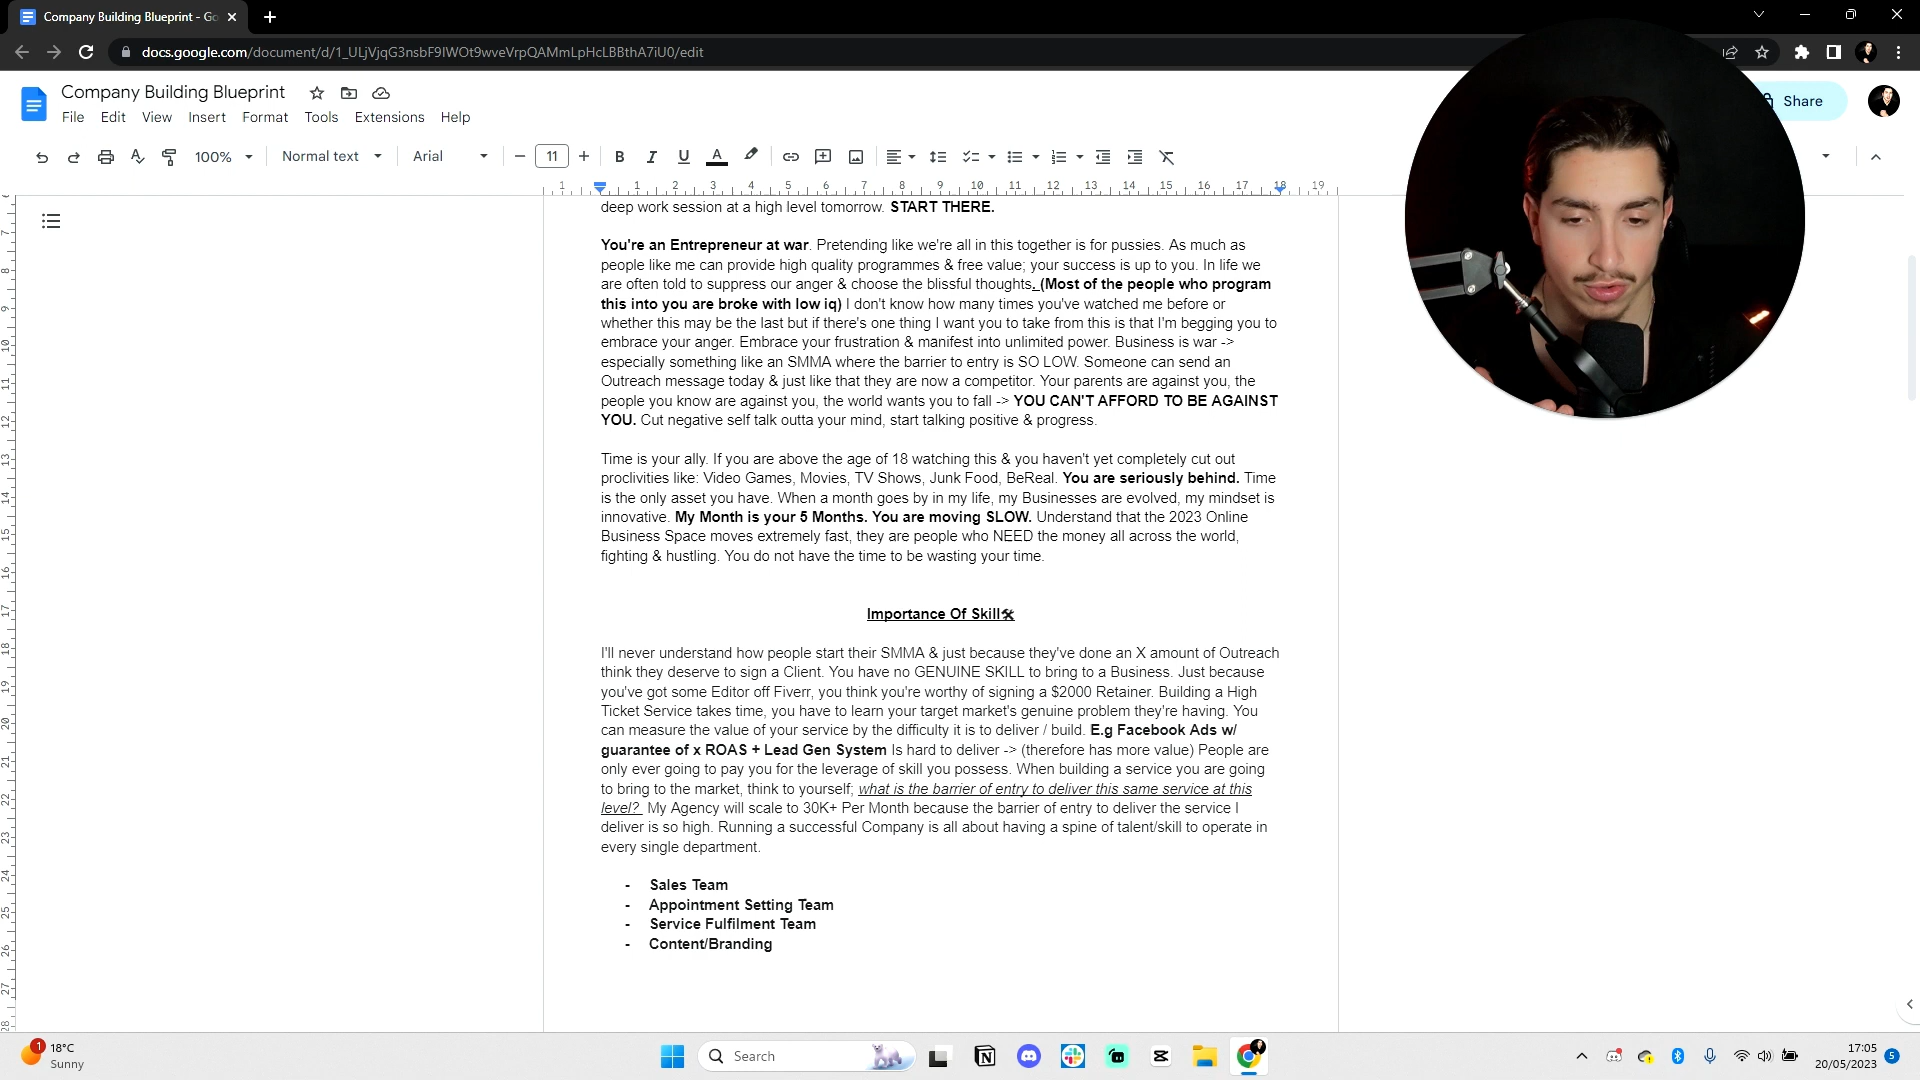 Company Building Blueprint - Go
docs.google.com/document/d/1_ULjVjqG3nsbF9IWOt9wveVrpQAMmLpHcLBBthA7iU0/edit
Company Building Blueprint
Share
File Edit View Insert Format Tools Extensions Help
100% Normal text Arial 11
1 1 2 3 4 5 6 7 8 9 10 11 12 13 14 15 16 17 18 19
deep work session at a high level tomorrow. START THERE.
You're an Entrepreneur at war. Pretending like we're all in this together is for pussies. As much as
people like me can provide high quality programmes & free value; your success is up to you. In life we
are often told to suppress our anger & choose the blissful thoughts. (Most of the people who program
this into you are broke with low iq) I don't know how many times you've watched me before or
whether this may be the last but if there's one thing I want you to take from this is that I'm begging you to
embrace your anger. Embrace your frustration & manifest into unlimited power. Business is war ->
especially something like an SMMA where the barrier to entry is SO LOW. Someone can send an
Outreach message today & just like that they are now a competitor. Your parents are against you, the
people you know are against you, the world wants you to fall -> YOU CAN'T AFFORD TO BE AGAINST
YOU. Cut negative self talk outta your mind, start talking positive & progress.
Time is your ally. If you are above the age of 18 watching this & you haven't yet completely cut out
proclivities like: Video Games, Movies, TV Shows, Junk Food, BeReal. You are seriously behind. Time
is the only asset you have. When a month goes by in my life, my Businesses are evolved, my mindset is
innovative. My Month is your 5 Months. You are moving SLOW. Understand that the 2023 Online
Business Space moves extremely fast, they are people who NEED the money all across the world,
fighting & hustling. You do not have the time to be wasting your time.
Importance Of Skill🛠
I'll never understand how people start their SMMA & just because they've done an X amount of Outreach
think they deserve to sign a Client. You have no GENUINE SKILL to bring to a Business. Just because
you've got some Editor off Fiverr, you think you're worthy of signing a $2000 Retainer. Building a High
Ticket Service takes time, you have to learn your target market's genuine problem they're having. You
can measure the value of your service by the difficulty it is to deliver / build. E.g Facebook Ads w/
guarantee of x ROAS + Lead Gen System Is hard to deliver -> (therefore has more value) People are
only ever going to pay you for the leverage of skill you possess. When building a service you are going
to bring to the market, think to yourself; what is the barrier of entry to deliver this same service at this
level? My Agency will scale to 30K+ Per Month because the barrier of entry to deliver the service I
deliver is so high. Running a successful Company is all about having a spine of talent/skill to operate in
every single department.
- Sales Team
- Appointment Setting Team
- Service Fulfilment Team
- Content/Branding
1 18°C
Sunny
Search
17:05
20/05/2023
5